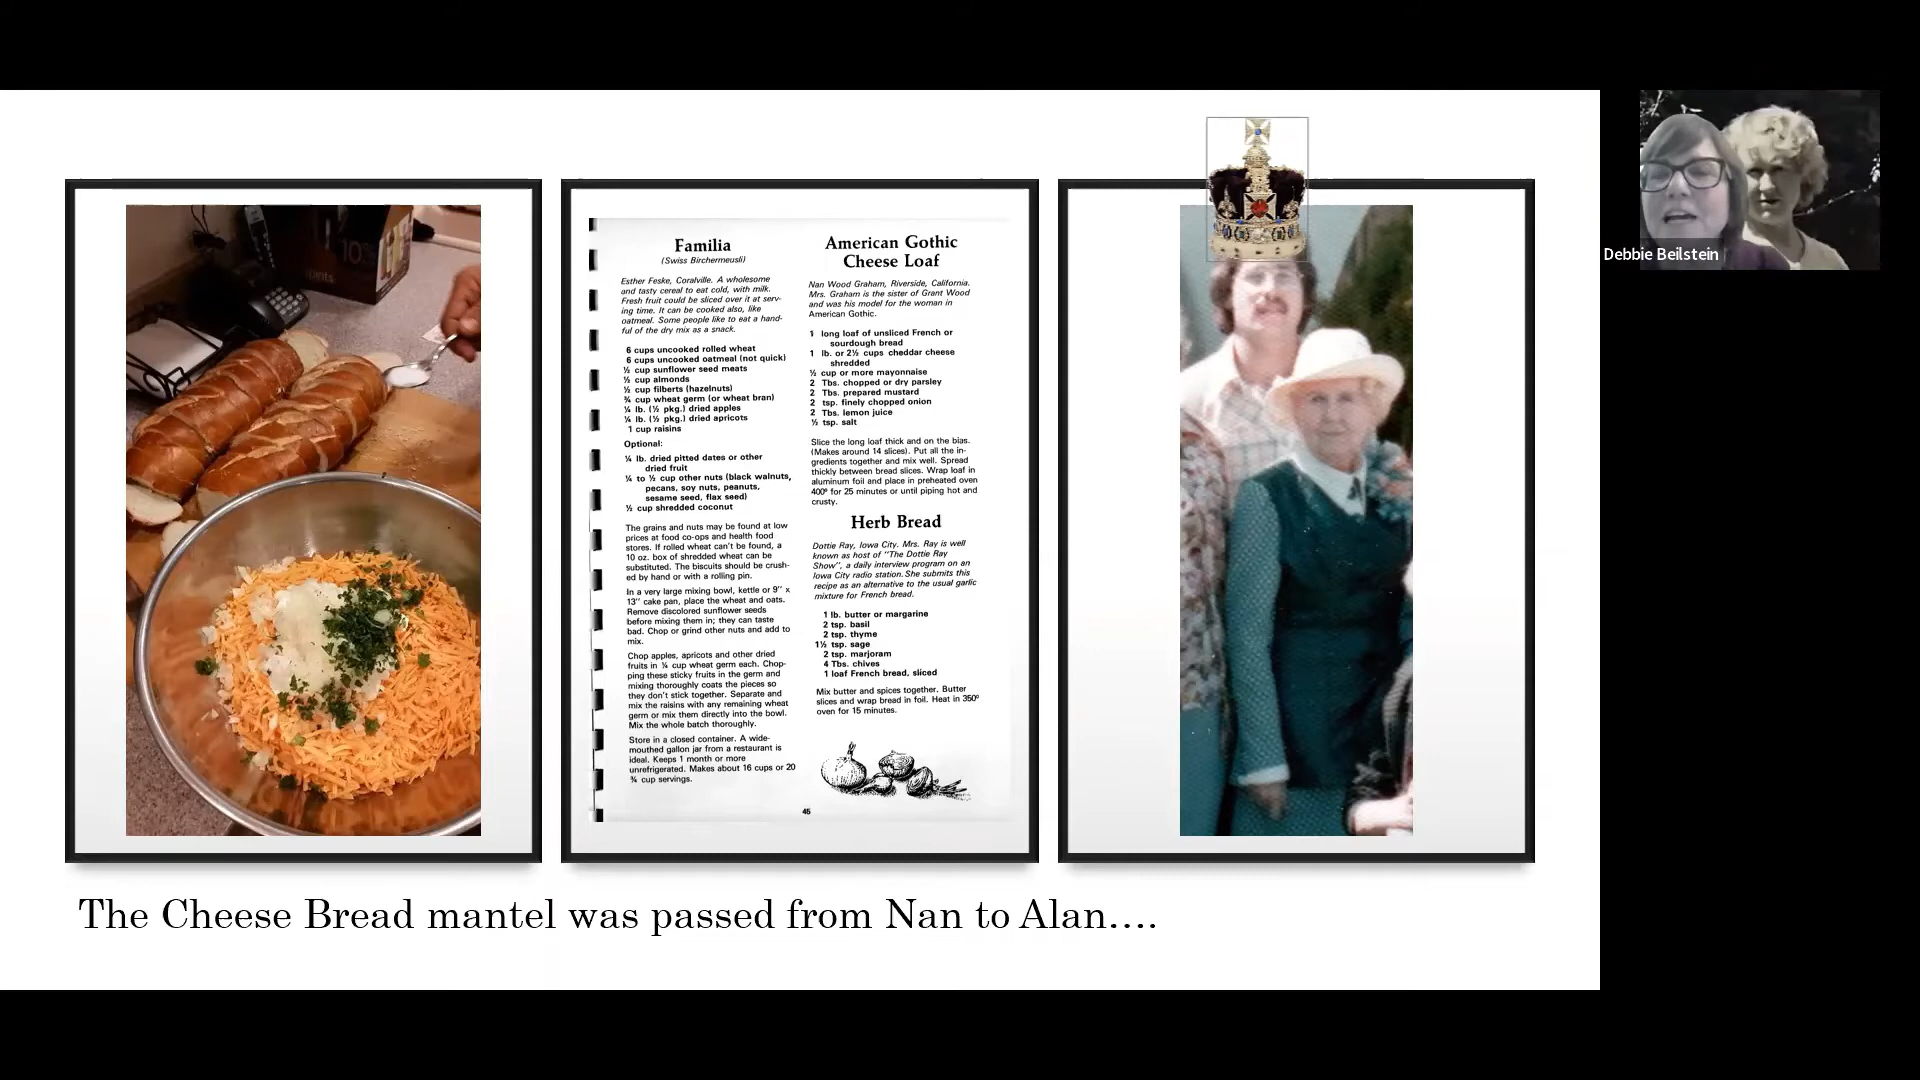 10%
Familia
(Swiss Birchermeusli)
Esther Feske, Coralville. A wholesome
and tasty cereal to eat cold, with milk.
Fresh fruit could be sliced over it at serv-
ing time. It can be cooked also, like
oatmeal. Some people like to eat a hand-
ful of the dry mix as a snack.
6 cups uncooked rolled wheat
6 cups uncooked oatmeal (not quick)
½ cup sunflower seed meats
½ cup almonds
½ cup filberts (hazelnuts)
¾ cup wheat germ (or wheat bran)
¼ lb. (½ pkg.) dried apples
¼ lb. (½ pkg.) dried apricots
1 cup raisins
Optional:
¼ lb. dried pitted dates or other
dried fruit
¼ to ½ cup other nuts (black walnuts,
pecans, soy nuts, peanuts,
sesame seed, flax seed)
½ cup shredded coconut
The grains and nuts may be found at low
prices at food co-ops and health food
stores. If rolled wheat can't be found, a
10 oz. box of shredded wheat can be
substituted. The biscuits should be crush-
ed by hand or with a rolling pin.
In a very large mixing bowl, kettle or 9" x
13" cake pan, place the wheat and oats.
Remove discolored sunflower seeds
before mixing them in; they can taste
bad. Chop or grind other nuts and add to
mix.
Chop apples, apricots and other dried
fruits in ¼ cup wheat germ each. Chop-
ping these sticky fruits in the germ and
mixing thoroughly coats the pieces so
they don't stick together. Separate and
mix the raisins with any remaining wheat
germ or mix them directly into the bowl.
Mix the whole batch thoroughly.
Store in a closed container. A wide-
mouthed gallon jar from a restaurant is
ideal. Keeps 1 month or more
unrefrigerated. Makes about 16 cups or 20
¾ cup servings.
American Gothic
Cheese Loaf
Nan Wood Graham, Riverside, California.
Mrs. Graham is the sister of Grant Wood
and was his model for the woman in
American Gothic.
1 long loaf of unsliced French or
sourdough bread
1 lb. or 2½ cups cheddar cheese
shredded
½ cup or more mayonnaise
2 Tbs. chopped or dry parsley
2 Tbs. prepared mustard
2 tsp. finely chopped onion
2 Tbs. lemon juice
½ tsp. salt
Slice the long loaf thick and on the bias.
(Makes around 14 slices). Put all the in-
gredients together and mix well. Spread
thickly between bread slices. Wrap loaf in
aluminum foil and place in preheated oven
400° for 25 minutes or until piping hot and
crusty.
Herb Bread
Dottie Ray, Iowa City. Mrs. Ray is well
known as host of "The Dottie Ray
Show", a daily interview program on an
Iowa City radio station. She submits this
recipe as an alternative to the usual garlic
mixture for French bread.
1 lb. butter or margarine
2 tsp. basil
2 tsp. thyme
1½ tsp. sage
2 tsp. marjoram
4 Tbs. chives
1 loaf French bread, sliced
Mix butter and spices together. Butter
slices and wrap bread in foil. Heat in 350°
oven for 15 minutes.
45
The Cheese Bread mantel was passed from Nan to Alan....
Debbie Beilstein